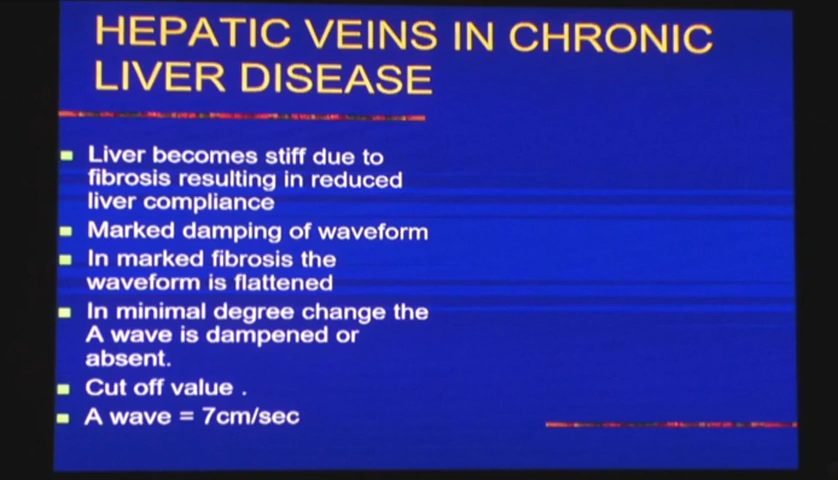 HEPATIC VEINS IN CHRONIC
LIVER DISEASE
Liver becomes stiff due to
fibrosis resulting in reduced
liver compliance
Marked damping of waveform
In marked fibrosis the
waveform is flattened
In minimal degree change the
A wave is dampened or
absent.
Cut off value .
A wave = 7cm/sec